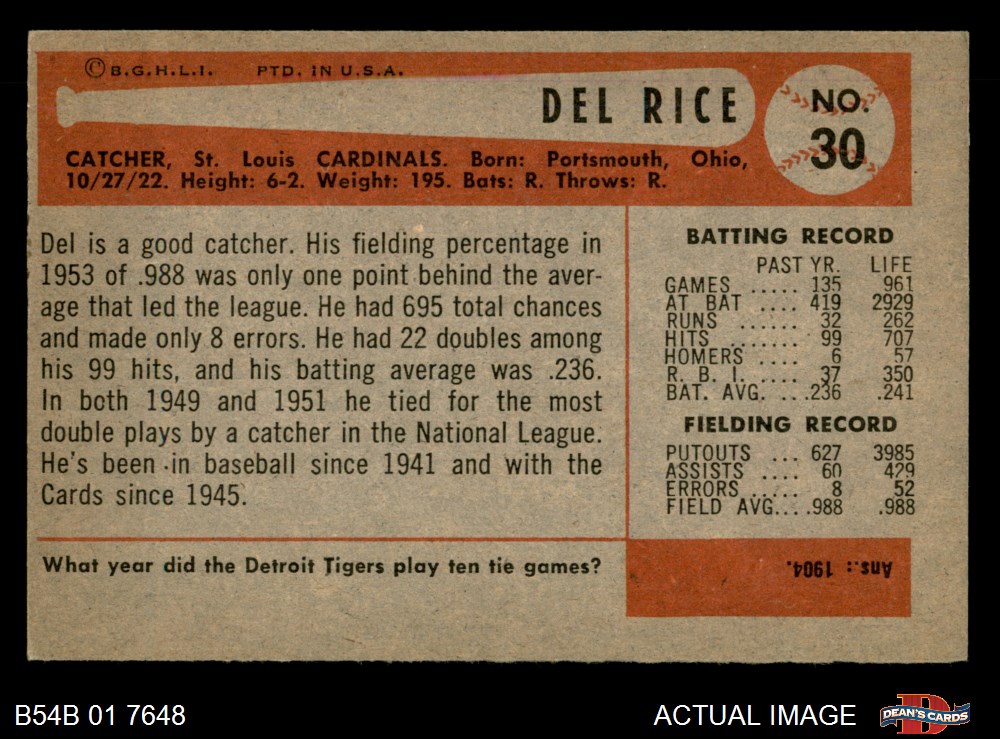 ©B.G.H.L.I. PTD. IN U.S.A.
DEL RICE
NO.
30
CATCHER, St. Louis CARDINALS. Born: Portsmouth, Ohio,
10/27/22. Height: 6-2. Weight: 195. Bats: R. Throws: R.
Del is a good catcher. His fielding percentage in
1953 of .988 was only one point behind the aver-
age that led the league. He had 695 total chances
and made only 8 errors. He had 22 doubles among
his 99 hits, and his batting average was .236.
In both 1949 and 1951 he tied for the most
double plays by a catcher in the National League.
He's been in baseball since 1941 and with the
Cards since 1945.
BATTING RECORD
PAST YR. LIFE
GAMES ..... 135 961
AT BAT .... 419 2929
RUNS ...... 32 262
HITS ....... 99 707
HOMERS .... 6 57
R. B. I. .... 37 350
BAT. AVG. ... .236 .241
FIELDING RECORD
PUTOUTS ... 627 3985
ASSISTS .... 60 429
ERRORS ..... 8 52
FIELD AVG.... .988 .988
What year did the Detroit Tigers play ten tie games?
Ans.: 1904.
B54B 01 7648
ACTUAL IMAGE
DEAN'S CARDS